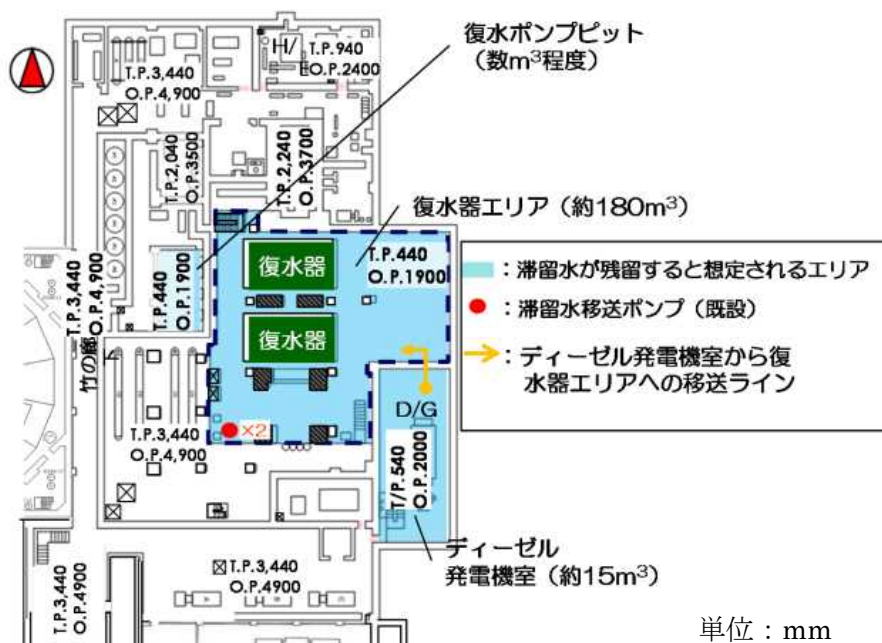 復水ポンプピット
（数m³程度）
H/
T.P.940
O.P.2400
T.P.3,440
O.P.4,900
T.P.2,040
O.P.3500
T.P.2,240
O.P.3700
復水器エリア（約180m³）
復水器
T.P.440
O.P.1900
T.P.440
O.P.1900
T.P.3,440
O.P.4,900
復水器
：滞留水が残留すると想定されるエリア
：滞留水移送ポンプ（既設）
：ディーゼル発電機室から復
水器エリアへの移送ライン
竹の廊
D/G
×2
T.P.3,440
O.P.4,900
T/P.540
O.P.2000
ディーゼル
発電機室（約15m³）
T.P.3,440
O.P.4900
T.P.3,440
O.P.4900
単位：mm